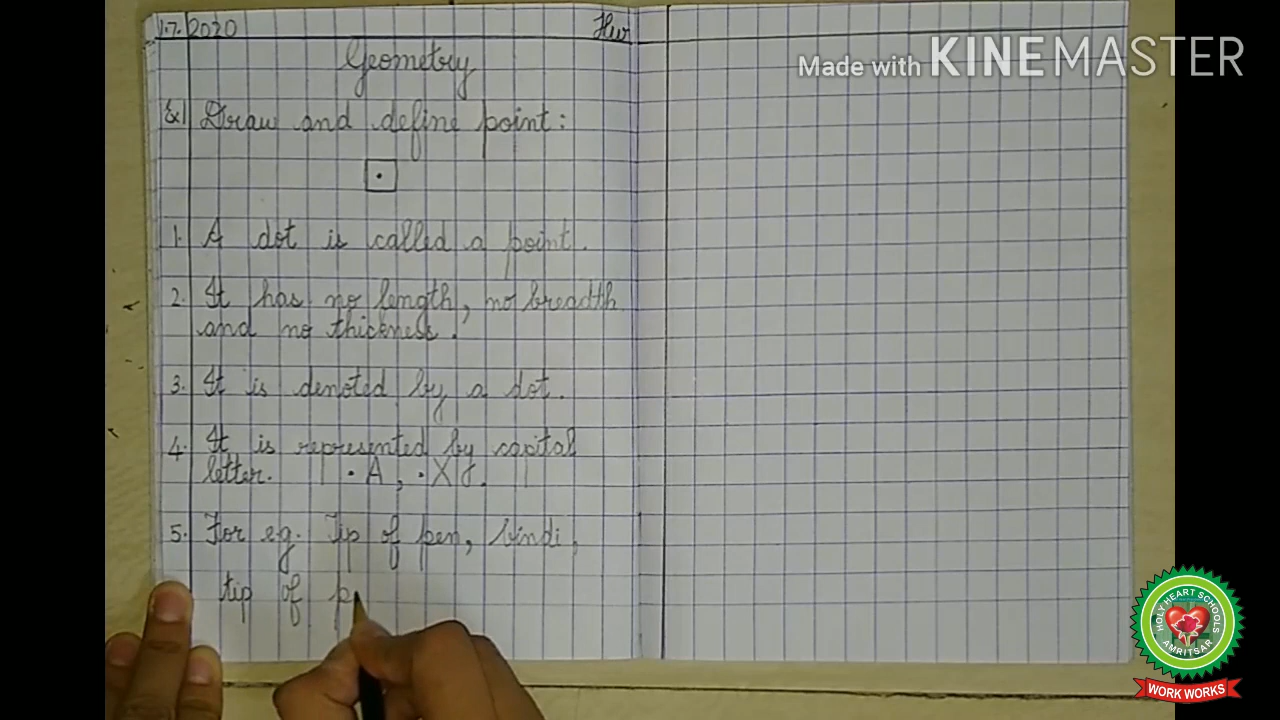 1.7. 2020 Hw
Made with KINEMASTER
Geometry
Q1 Draw and define point:
1. A dot is called a point.
2. It has no length, no breadth
and no thickness.
3. It is denoted by a dot.
4. It is represented by capital
letter. • A, • X
5. For eg. Tip of pen, bindi,
tip of p
HOLY HEART SCHOOLS
AMRITSAR
WORK WORKS